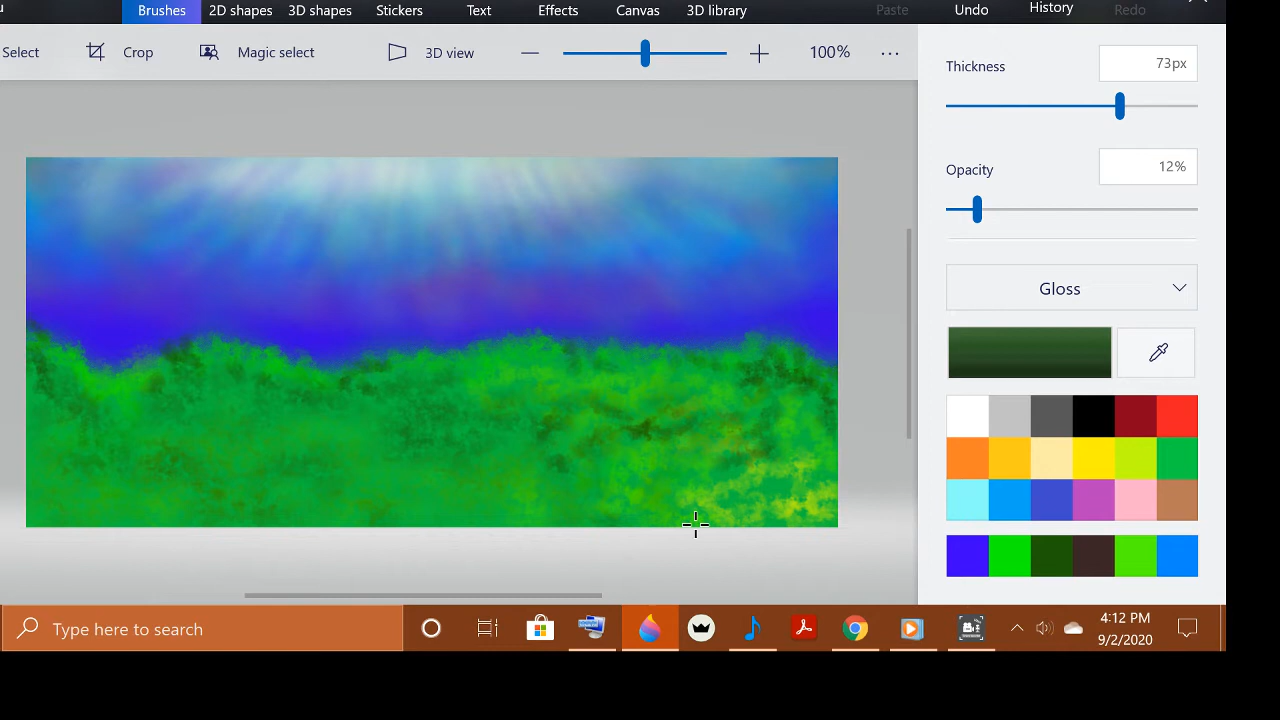 Brushes 2D shapes 3D shapes Stickers Text Effects Canvas 3D library Paste Undo History Redo
Select Crop Magic select 3D view 100% ...
Thickness 73px
Opacity 12%
Gloss
Type here to search
4:12 PM
9/2/2020